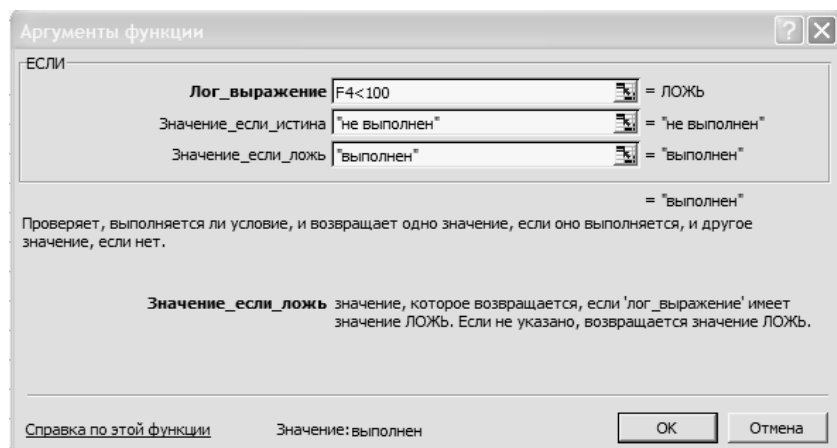 Аргументы функции
ЕСЛИ
Лог_выражение F4<100 = ЛОЖЬ
Значение_если_истина "не выполнен" = "не выполнен"
Значение_если_ложь "выполнен" = "выполнен"
= "выполнен"
Проверяет, выполняется ли условие, и возвращает одно значение, если оно выполняется, и другое
значение, если нет.
Значение_если_ложь значение, которое возвращается, если 'лог_выражение' имеет
значение ЛОЖЬ. Если не указано, возвращается значение ЛОЖЬ.
Справка по этой функции Значение: выполнен OK Отмена